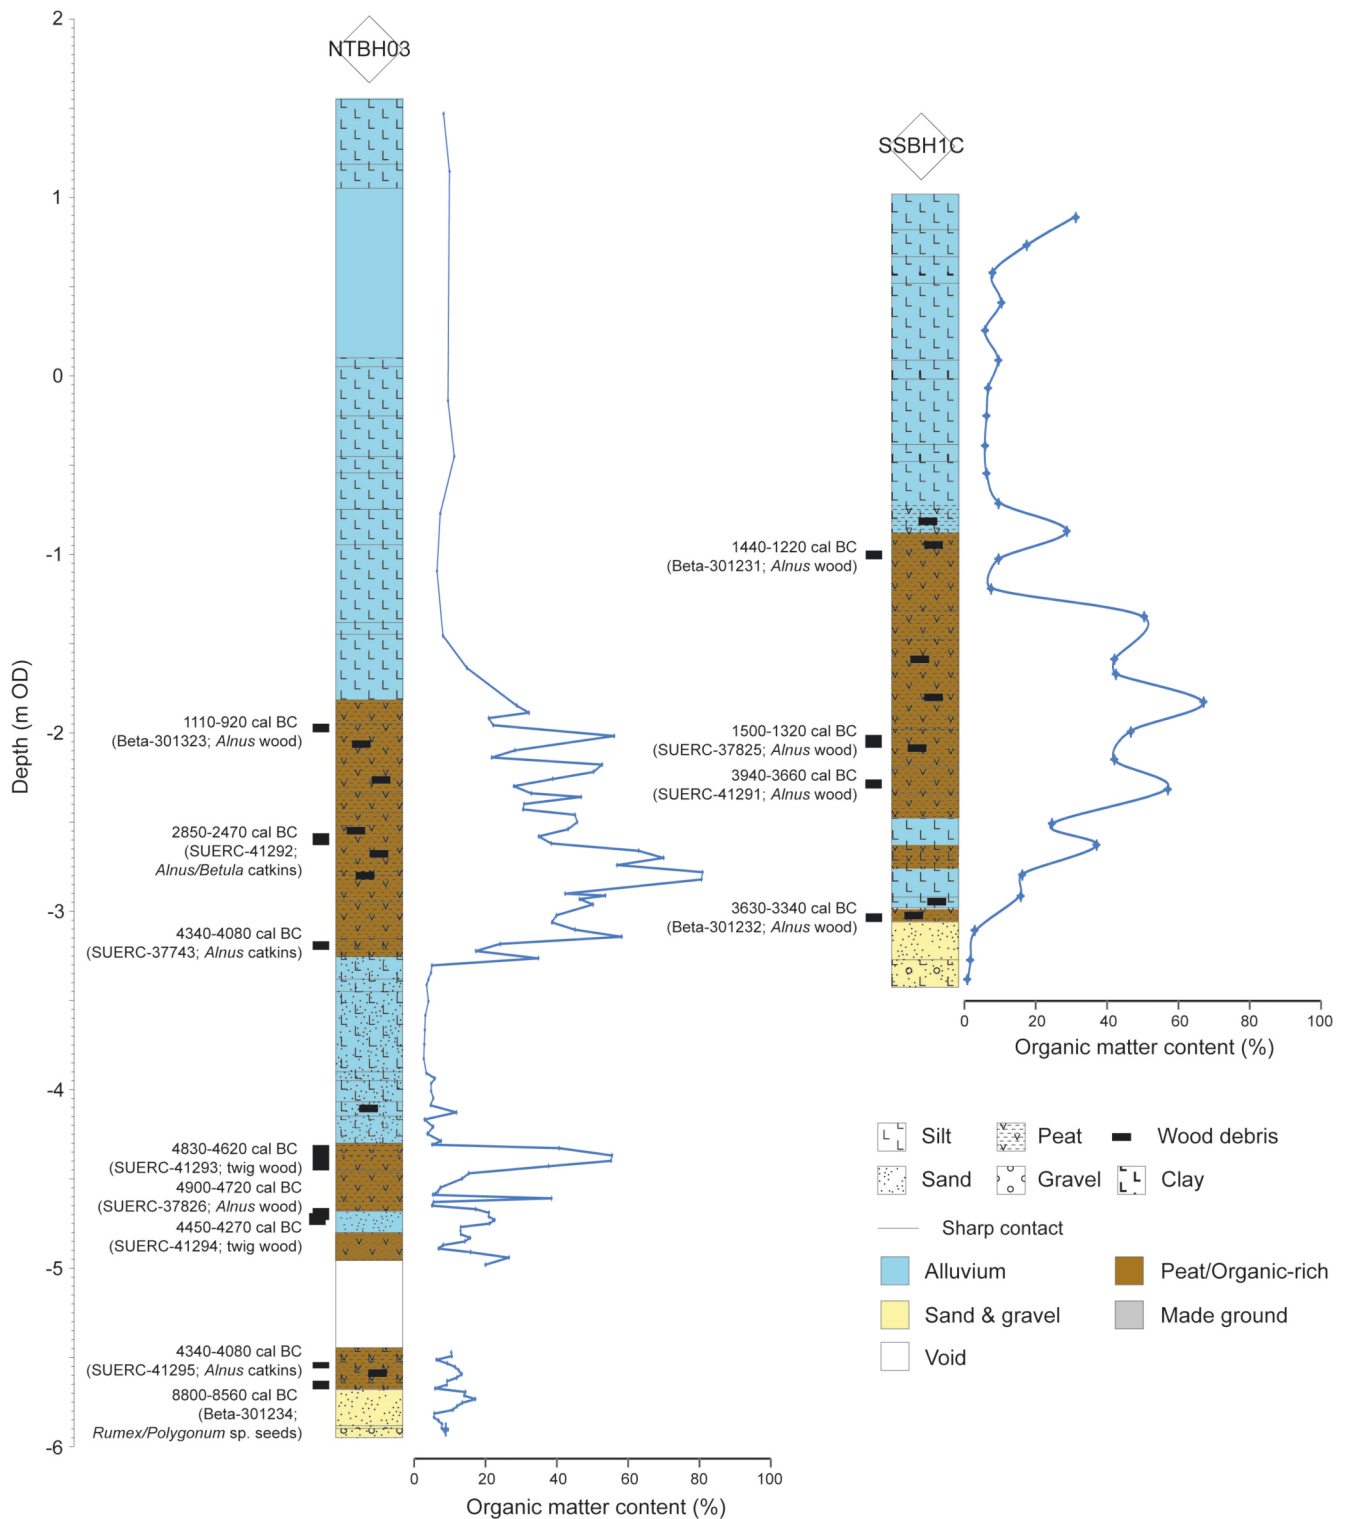 NTBH03
SSBH1C
Depth (m OD)
2
1
0
-1
-2
-3
-4
-5
-6
1110-920 cal BC
(Beta-301323; Alnus wood)
2850-2470 cal BC
(SUERC-41292;
Alnus/Betula catkins)
4340-4080 cal BC
(SUERC-37743; Alnus catkins)
4830-4620 cal BC
(SUERC-41293; twig wood)
4900-4720 cal BC
(SUERC-37826; Alnus wood)
4450-4270 cal BC
(SUERC-41294; twig wood)
4340-4080 cal BC
(SUERC-41295; Alnus catkins)
8800-8560 cal BC
(Beta-301234;
Rumex/Polygonum sp. seeds)
0 20 40 60 80 100
Organic matter content (%)
1440-1220 cal BC
(Beta-301231; Alnus wood)
1500-1320 cal BC
(SUERC-37825; Alnus wood)
3940-3660 cal BC
(SUERC-41291; Alnus wood)
3630-3340 cal BC
(Beta-301232; Alnus wood)
0 20 40 60 80 100
Organic matter content (%)
Silt Peat Wood debris
Sand Gravel Clay
Sharp contact
Alluvium Peat/Organic-rich
Sand & gravel Made ground
Void